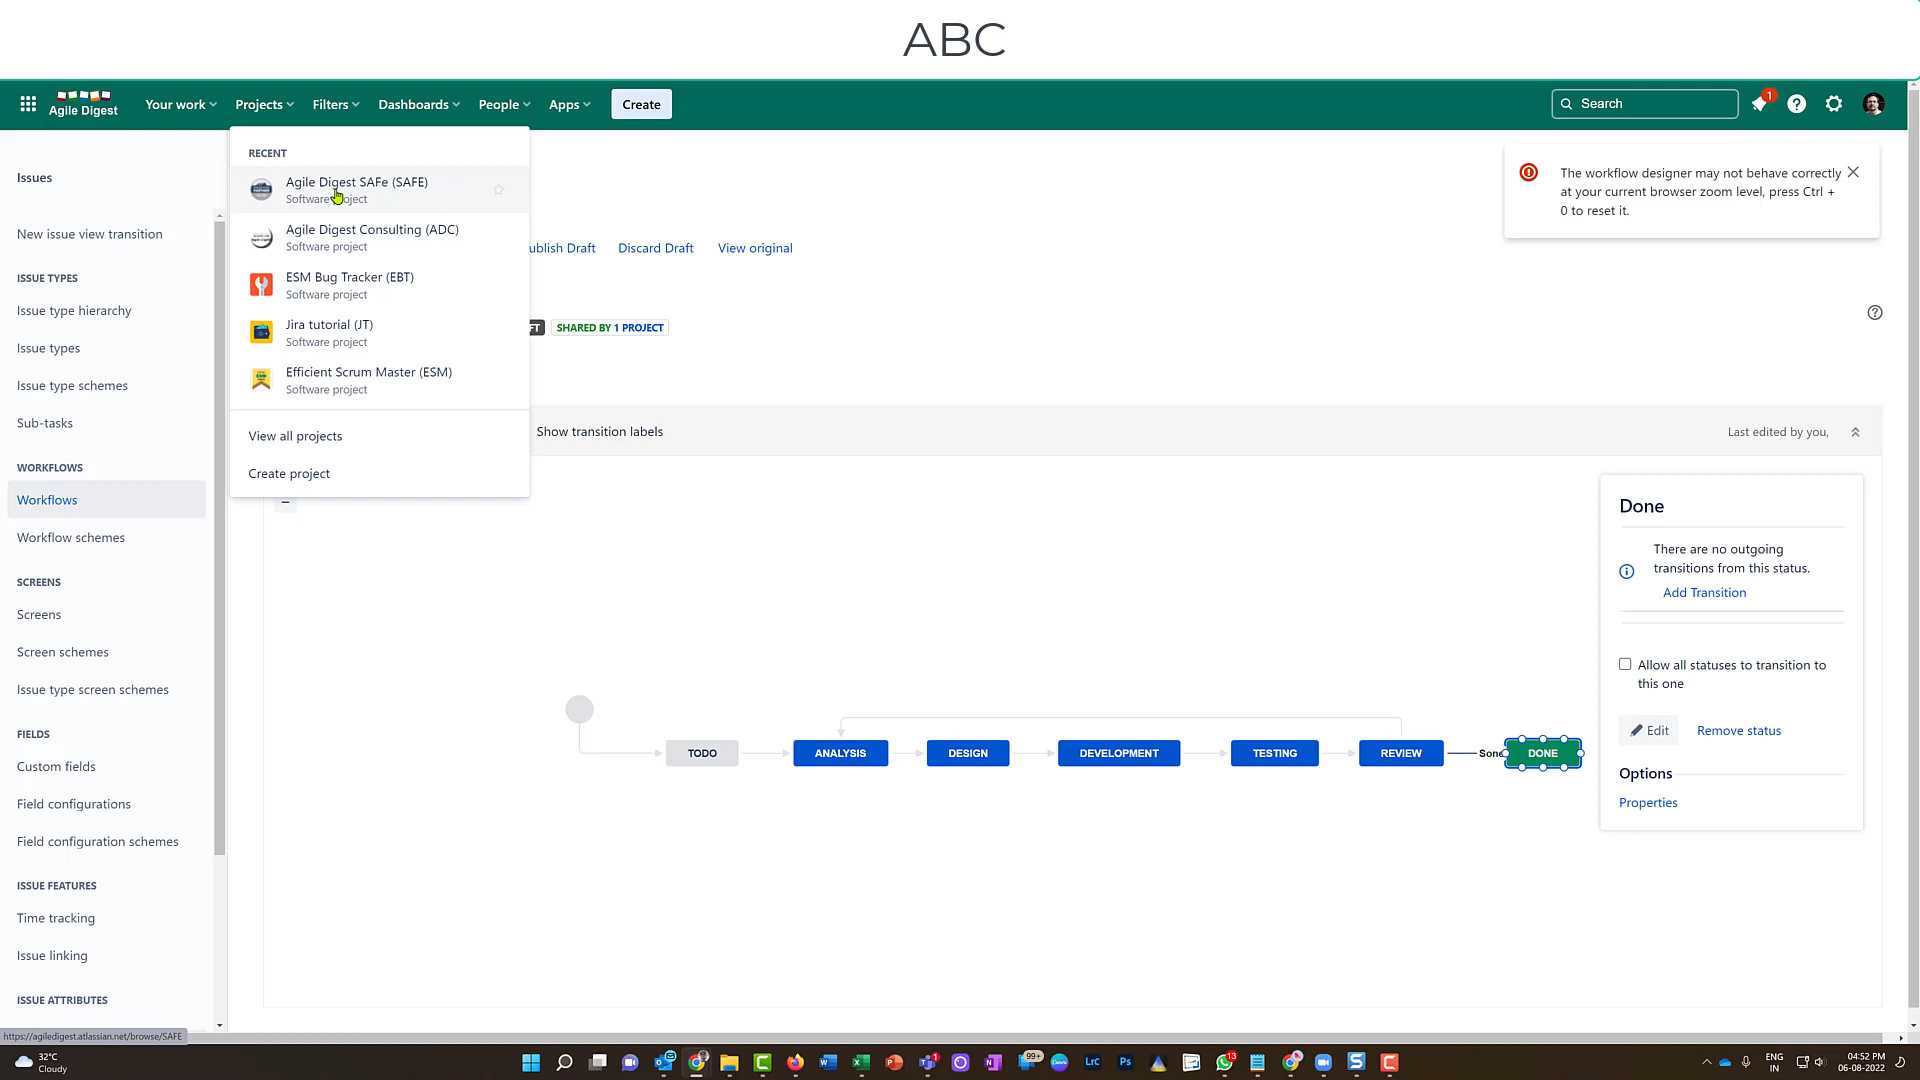 ABC
Agile Digest
Your work
Projects
Filters
Dashboards
People
Apps
Create
Search
1
Issues
New issue view transition
ISSUE TYPES
Issue type hierarchy
Issue types
Issue type schemes
Sub-tasks
WORKFLOWS
Workflows
Workflow schemes
SCREENS
Screens
Screen schemes
Issue type screen schemes
FIELDS
Custom fields
Field configurations
Field configuration schemes
ISSUE FEATURES
Time tracking
Issue linking
ISSUE ATTRIBUTES
https://agiledigest.atlassian.net/browse/SAFE
RECENT
Agile Digest SAFe (SAFE)
Software project
Agile Digest Consulting (ADC)
Software project
ESM Bug Tracker (EBT)
Software project
Jira tutorial (JT)
Software project
Efficient Scrum Master (ESM)
Software project
View all projects
Create project
ublish Draft
Discard Draft
View original
FT
SHARED BY 1 PROJECT
Show transition labels
Last edited by you,
The workflow designer may not behave correctly
at your current browser zoom level, press Ctrl +
0 to reset it.
TODO
ANALYSIS
DESIGN
DEVELOPMENT
TESTING
REVIEW
Sone
DONE
Done
There are no outgoing
transitions from this status.
Add Transition
Allow all statuses to transition to
this one
Edit
Remove status
Options
Properties
32°C
Cloudy
1
99+
LrC
Ps
13
ENG
IN
04:52 PM
06-08-2022